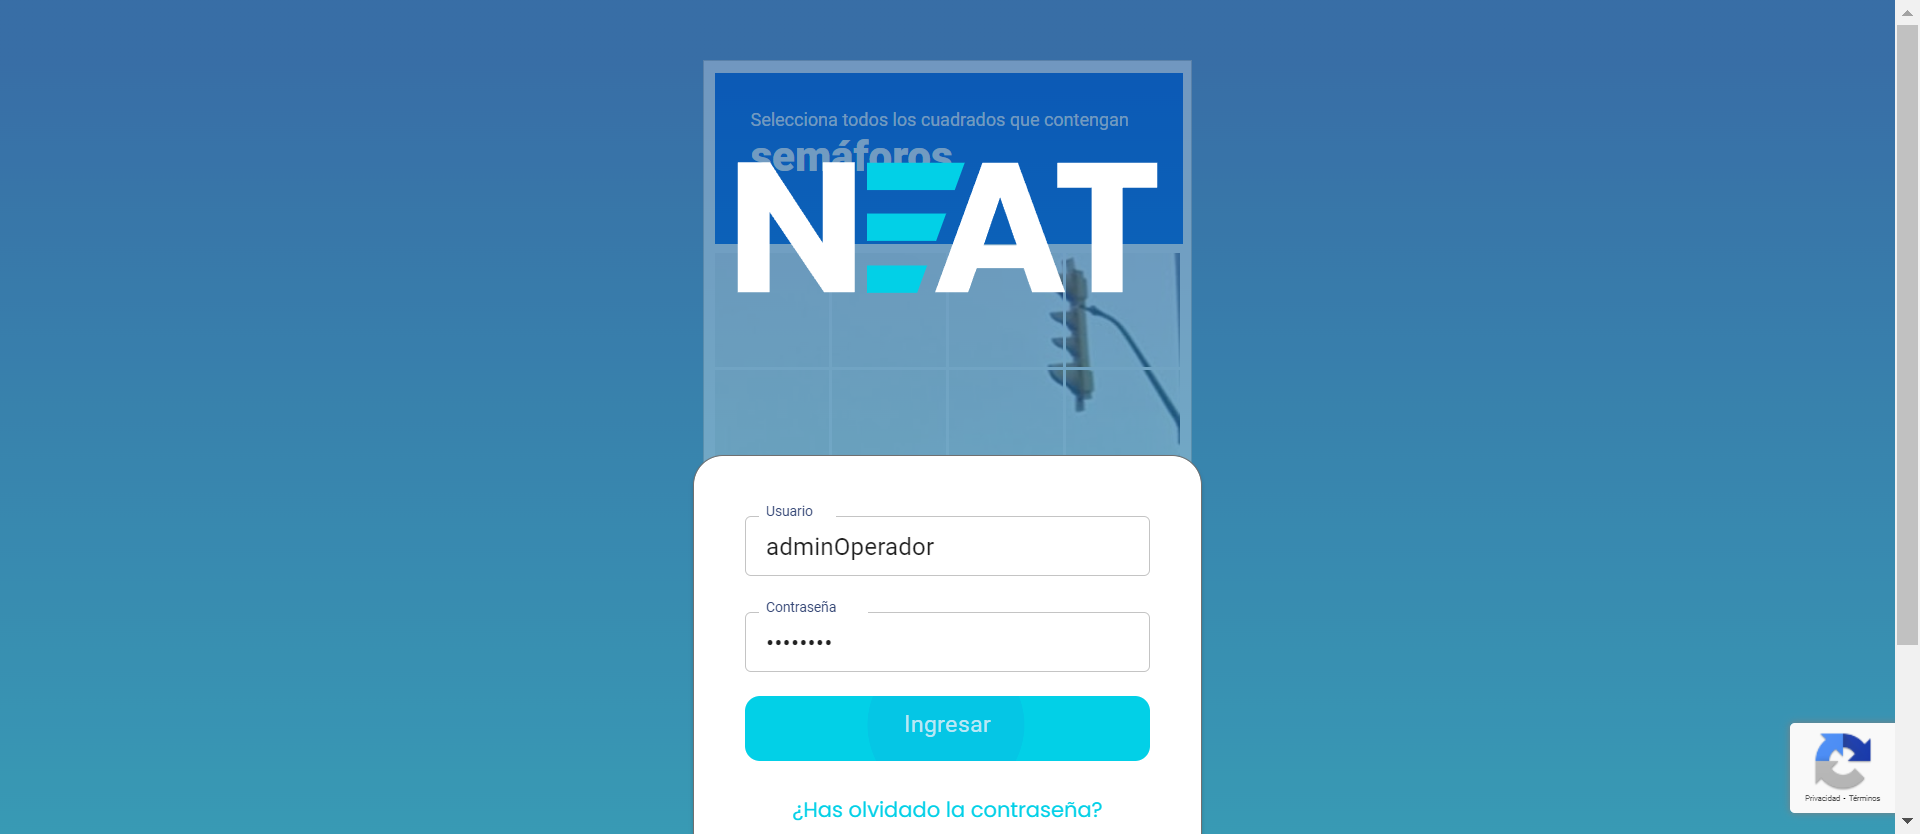 Selecciona todos los cuadrados que contengan
semáforos
NEAT
Usuario
adminOperador
Contraseña
••••••••
Ingresar
¿Has olvidado la contraseña?
Privacidad - Términos